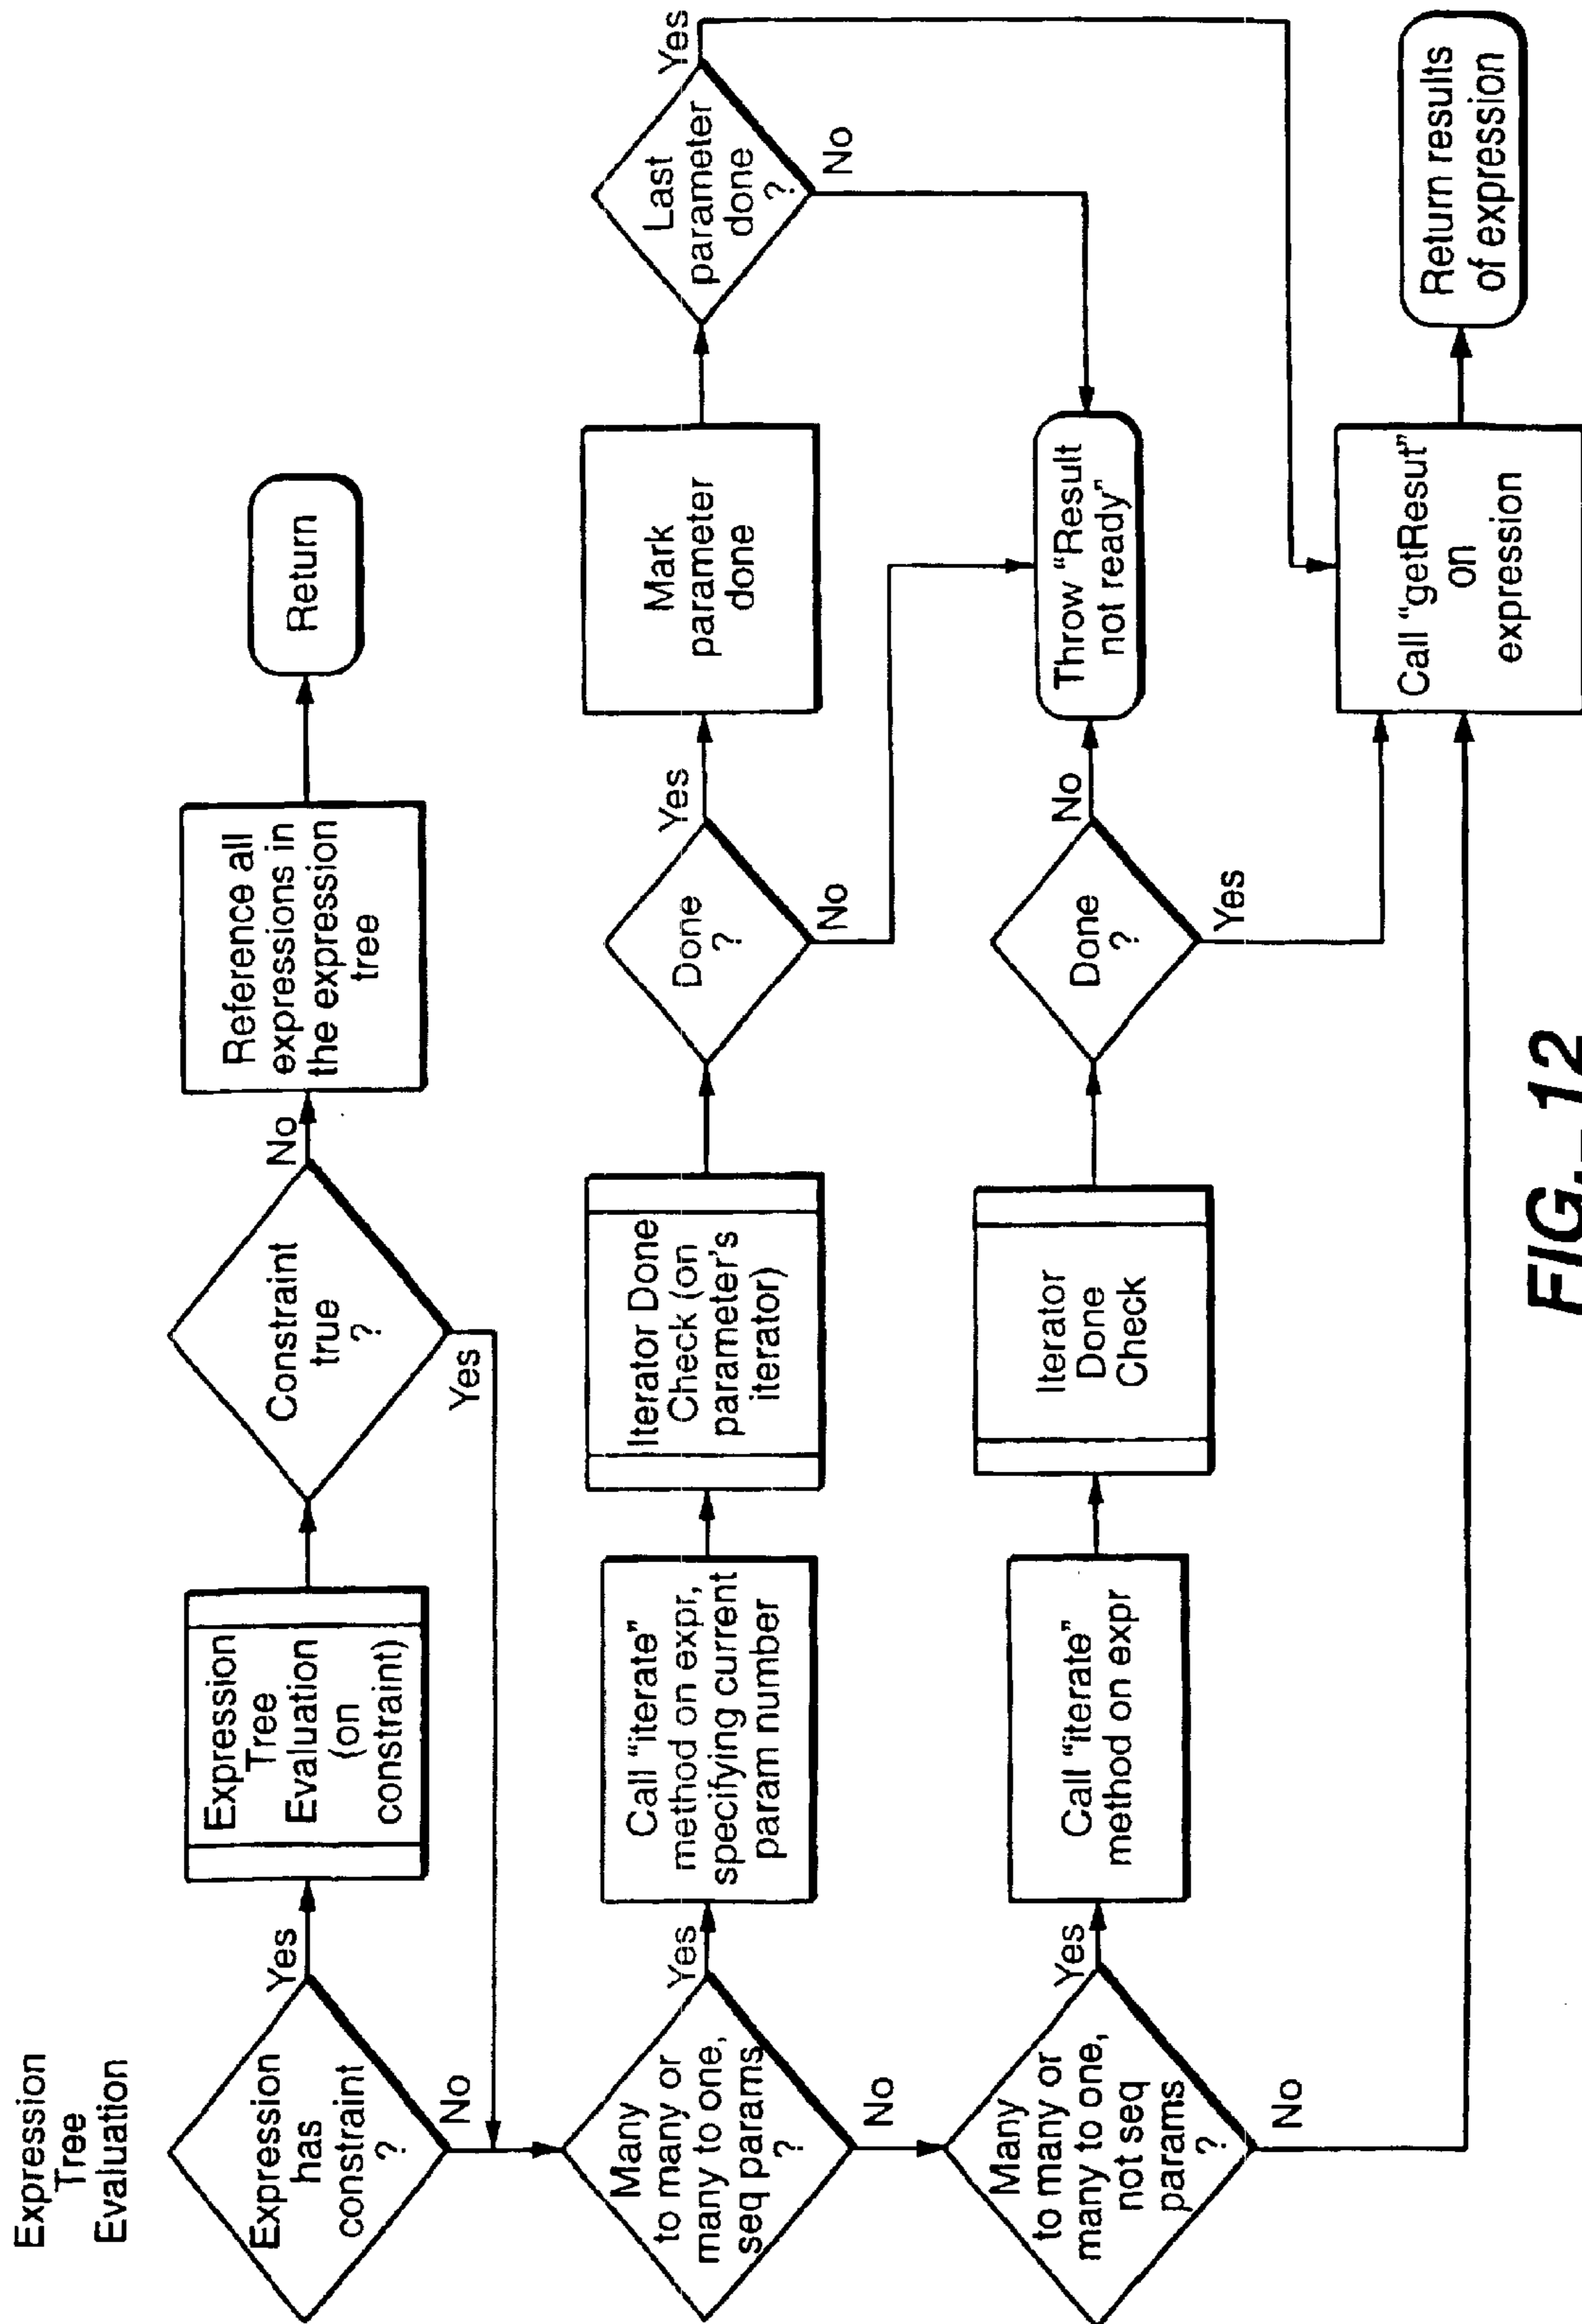 Expression
Tree
Evaluation
Expression
has
constraint
?
Yes
No
Expression
Tree
Evaluation
(on
constraint)
Constraint
true
?
No
Yes
Reference all
expressions in
the expression
tree
Return
Many
to many or
many to one,
seq params
?
Yes
No
Call "iterate"
method on expr,
specifying current
param number
Iterator Done
Check (on
parameter's
iterator)
Done
?
Yes
No
Mark
parameter
done
Last
parameter
done
?
Yes
No
Many
to many or
many to one,
not seq
params
?
Yes
No
Call "iterate"
method on expr
Iterator
Done
Check
Done
?
No
Yes
Throw "Result
not ready"
Call "getResut"
on
expression
Return results
of expression
FIG._12